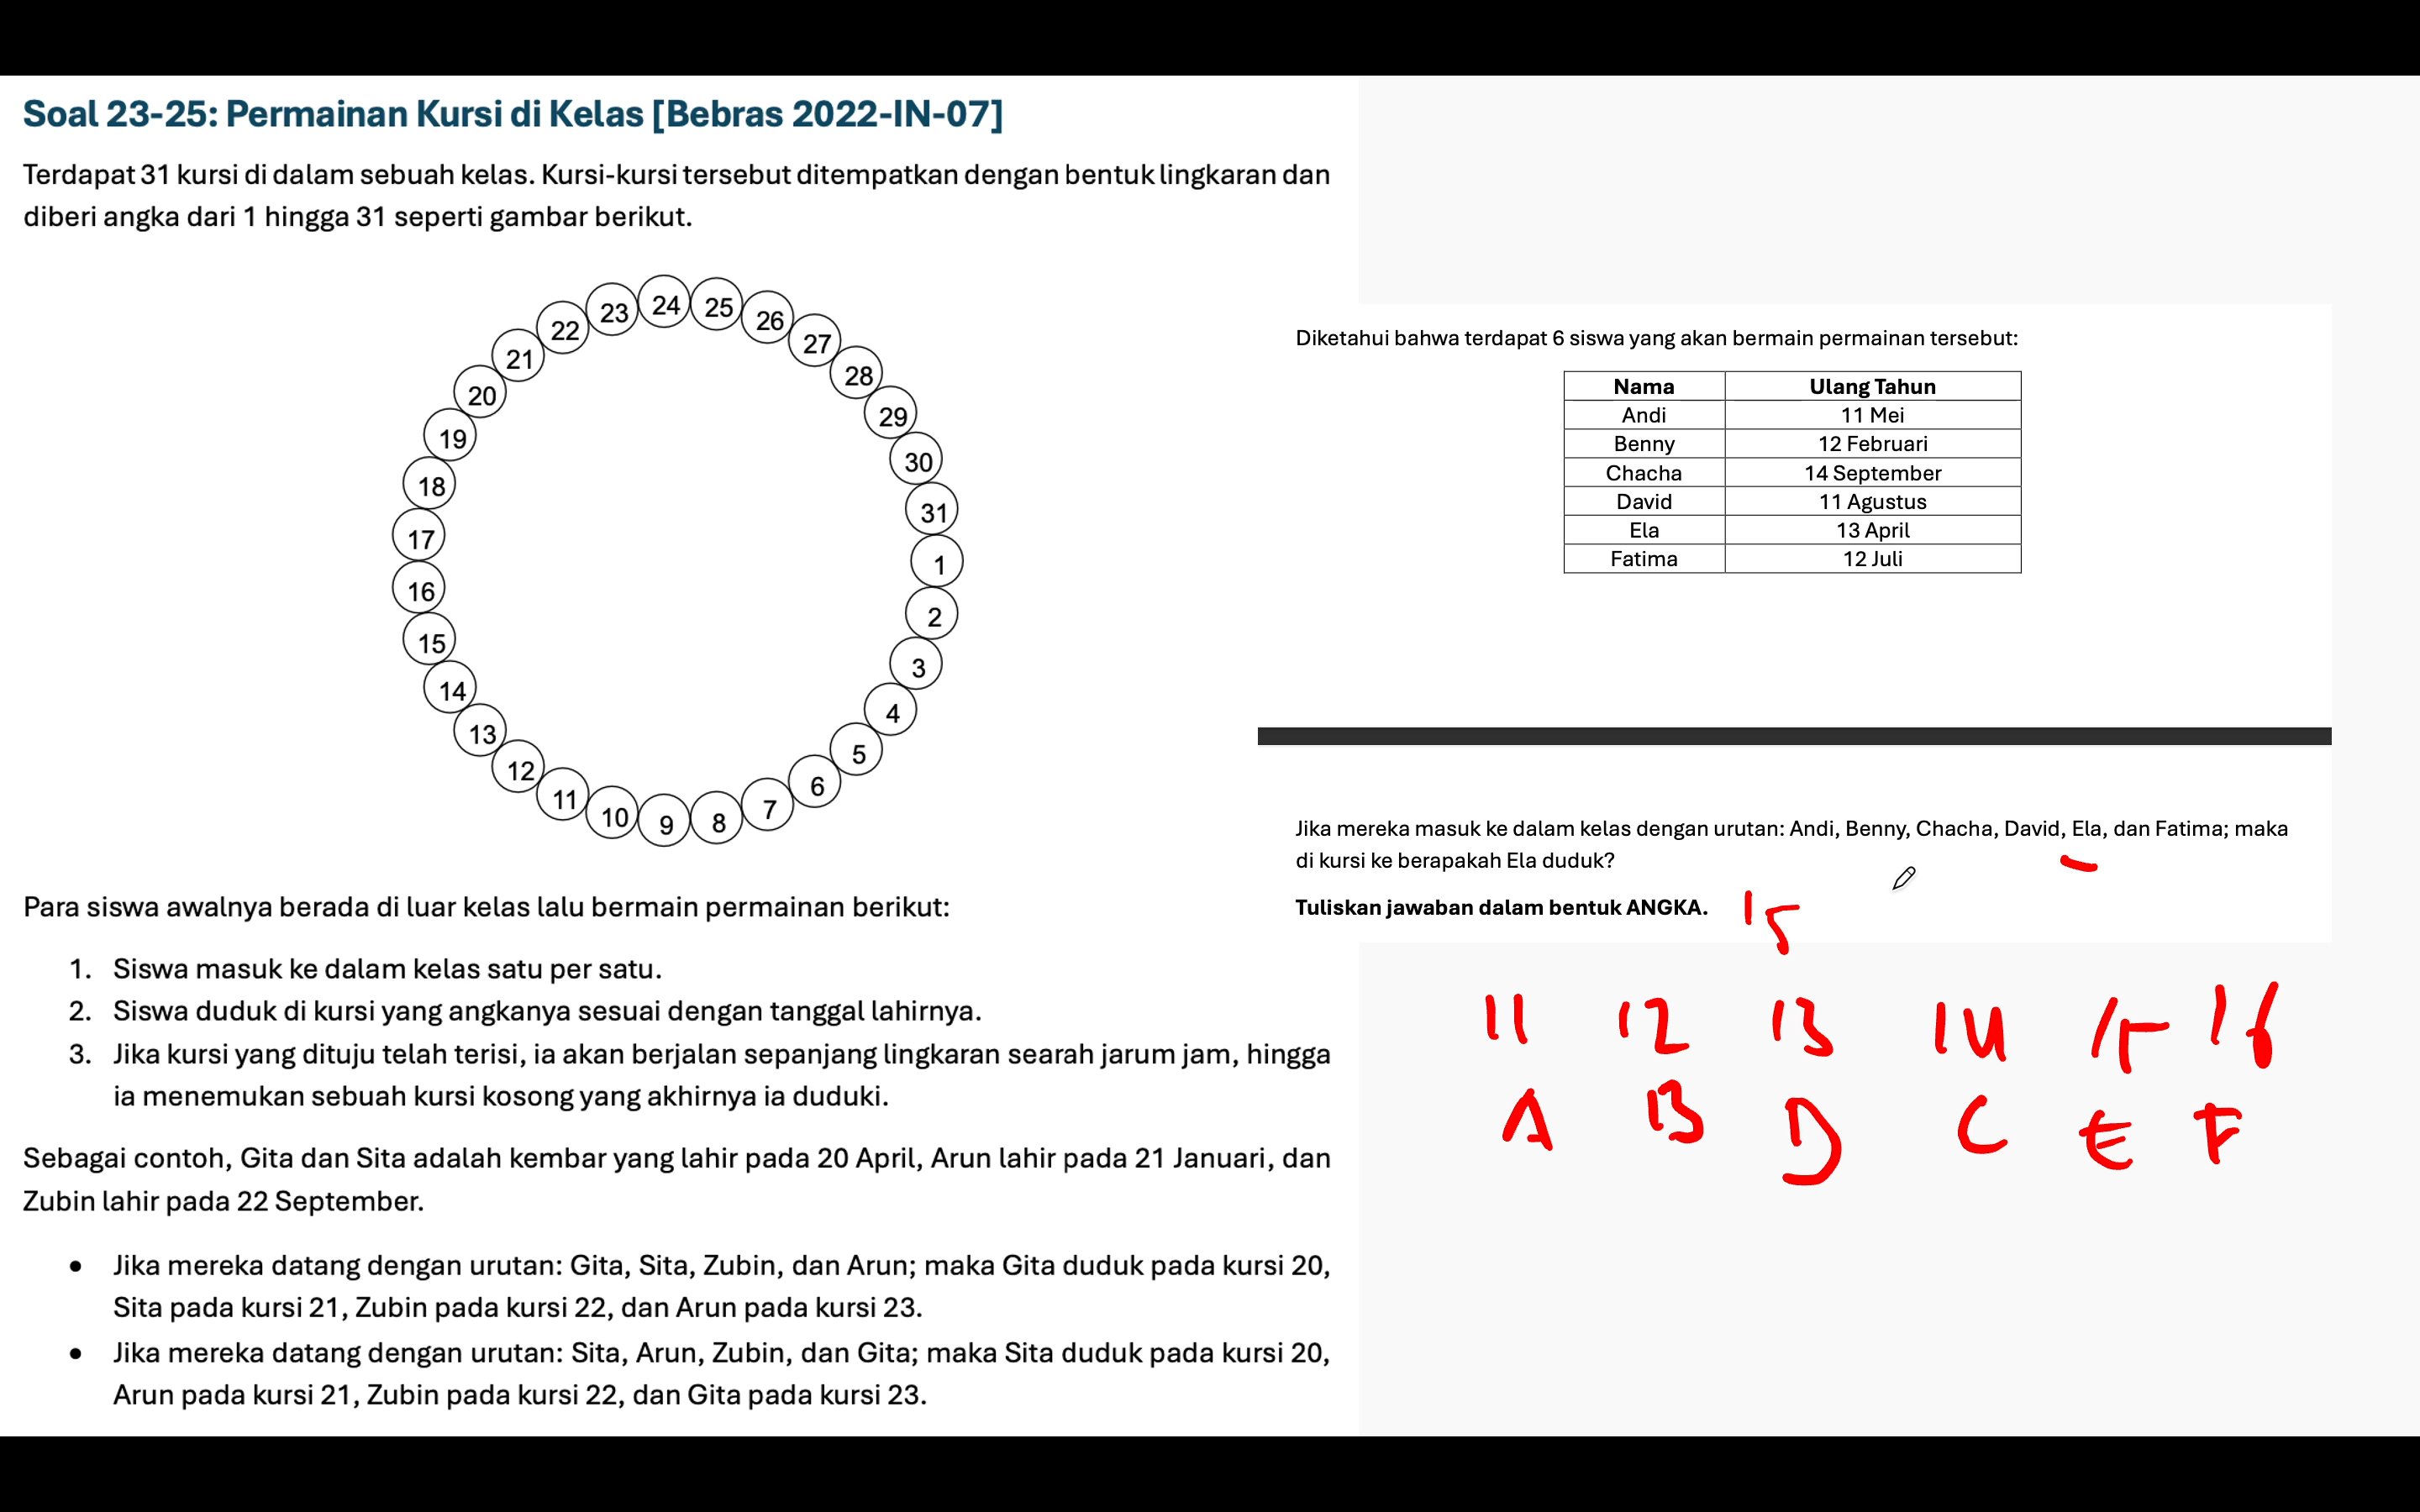 Soal 23-25: Permainan Kursi di Kelas [Bebras 2022-IN-07]
Terdapat 31 kursi di dalam sebuah kelas. Kursi-kursi tersebut ditempatkan dengan bentuk lingkaran dan
diberi angka dari 1 hingga 31 seperti gambar berikut.
1
2
3
4
5
6
7
8
9
10
11
12
13
14
15
16
17
18
19
20
21
22
23
24
25
26
27
28
29
30
31
Para siswa awalnya berada di luar kelas lalu bermain permainan berikut:
1. Siswa masuk ke dalam kelas satu per satu.
2. Siswa duduk di kursi yang angkanya sesuai dengan tanggal lahirnya.
3. Jika kursi yang dituju telah terisi, ia akan berjalan sepanjang lingkaran searah jarum jam, hingga
ia menemukan sebuah kursi kosong yang akhirnya ia duduki.
Sebagai contoh, Gita dan Sita adalah kembar yang lahir pada 20 April, Arun lahir pada 21 Januari, dan
Zubin lahir pada 22 September.
• Jika mereka datang dengan urutan: Gita, Sita, Zubin, dan Arun; maka Gita duduk pada kursi 20,
Sita pada kursi 21, Zubin pada kursi 22, dan Arun pada kursi 23.
• Jika mereka datang dengan urutan: Sita, Arun, Zubin, dan Gita; maka Sita duduk pada kursi 20,
Arun pada kursi 21, Zubin pada kursi 22, dan Gita pada kursi 23.
Diketahui bahwa terdapat 6 siswa yang akan bermain permainan tersebut:
Nama Ulang Tahun
Andi 11 Mei
Benny 12 Februari
Chacha 14 September
David 11 Agustus
Ela 13 April
Fatima 12 Juli
Jika mereka masuk ke dalam kelas dengan urutan: Andi, Benny, Chacha, David, Ela, dan Fatima; maka
di kursi ke berapakah Ela duduk?
Tuliskan jawaban dalam bentuk ANGKA. 15
11 12 13 14 15 16
A B D C E F